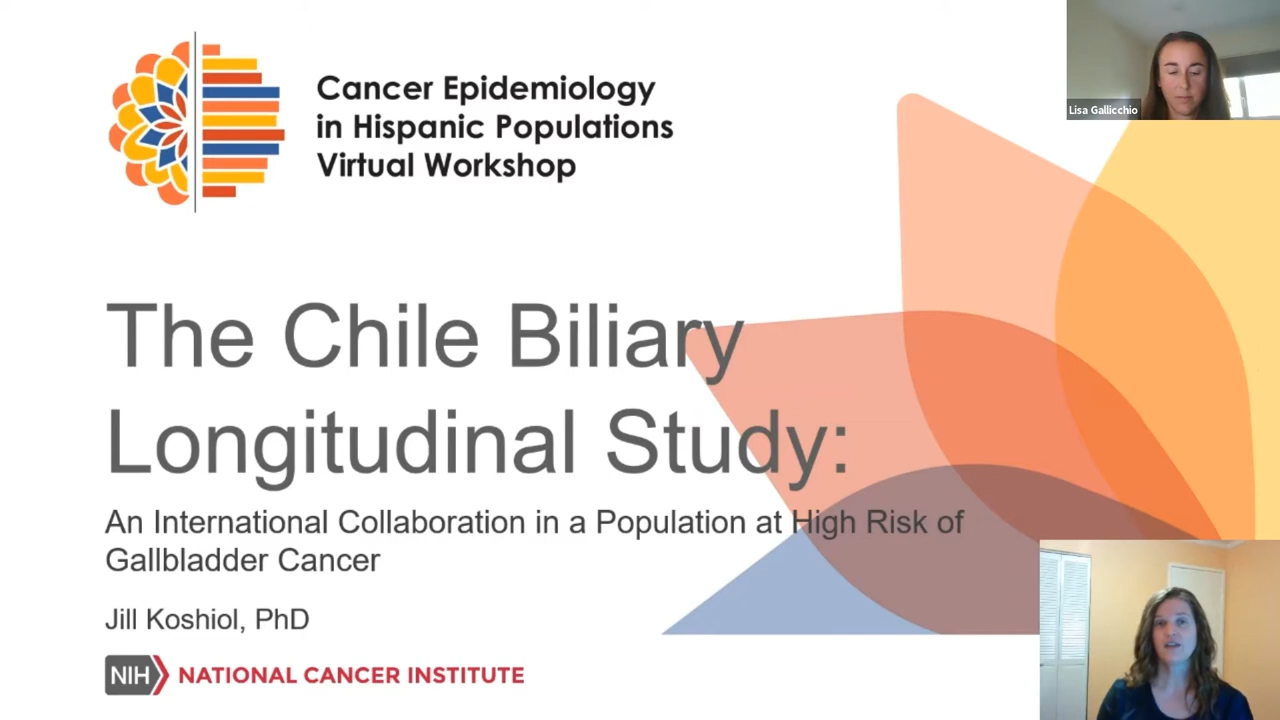 Cancer Epidemiology
in Hispanic Populations
Virtual Workshop
Lisa Gallicchio
The Chile Biliary
Longitudinal Study:
An International Collaboration in a Population at High Risk of
Gallbladder Cancer
Jill Koshiol, PhD
NIH NATIONAL CANCER INSTITUTE